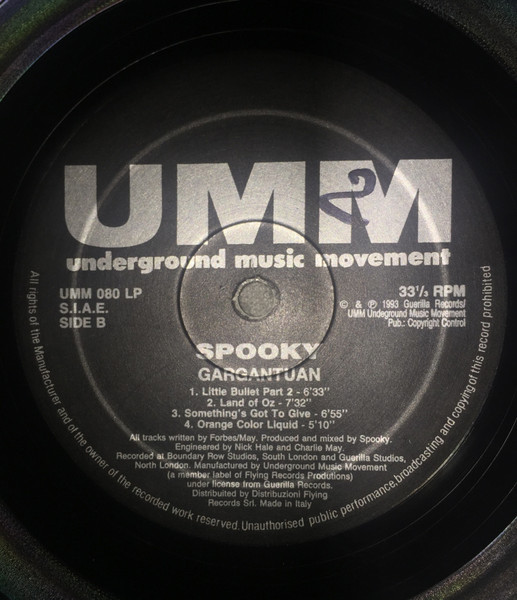 UMM
underground music movement
UMM 080 LP
S.I.A.E.
SIDE B
33⅓ RPM
© & ℗ 1993 Guerilla Records/
UMM Underground Music Movement
Pub.: Copyright Control
SPOOKY
GARGANTUAN
1. Little Bullet Part 2 - 6'33"
2. Land of Oz - 7'32"
3. Something's Got To Give - 6'55"
4. Orange Color Liquid - 5'10"
All tracks written by Forbes/May. Produced and mixed by Spooky.
Engineered by Nick Hale and Charlie May.
Recorded at Boundary Row Studios, South London and Guerilla Studios,
North London. Manufactured by Underground Music Movement
(a member label of Flying Records Produtions)
under license from Guerilla Records.
Distribuited by Distribuzioni Flying
Records Srl. Made in Italy
All rights of the Manufacturer and of the owner of the recorded work reserved. Unauthorised public performance.broadcasting and copying of this record prohibited